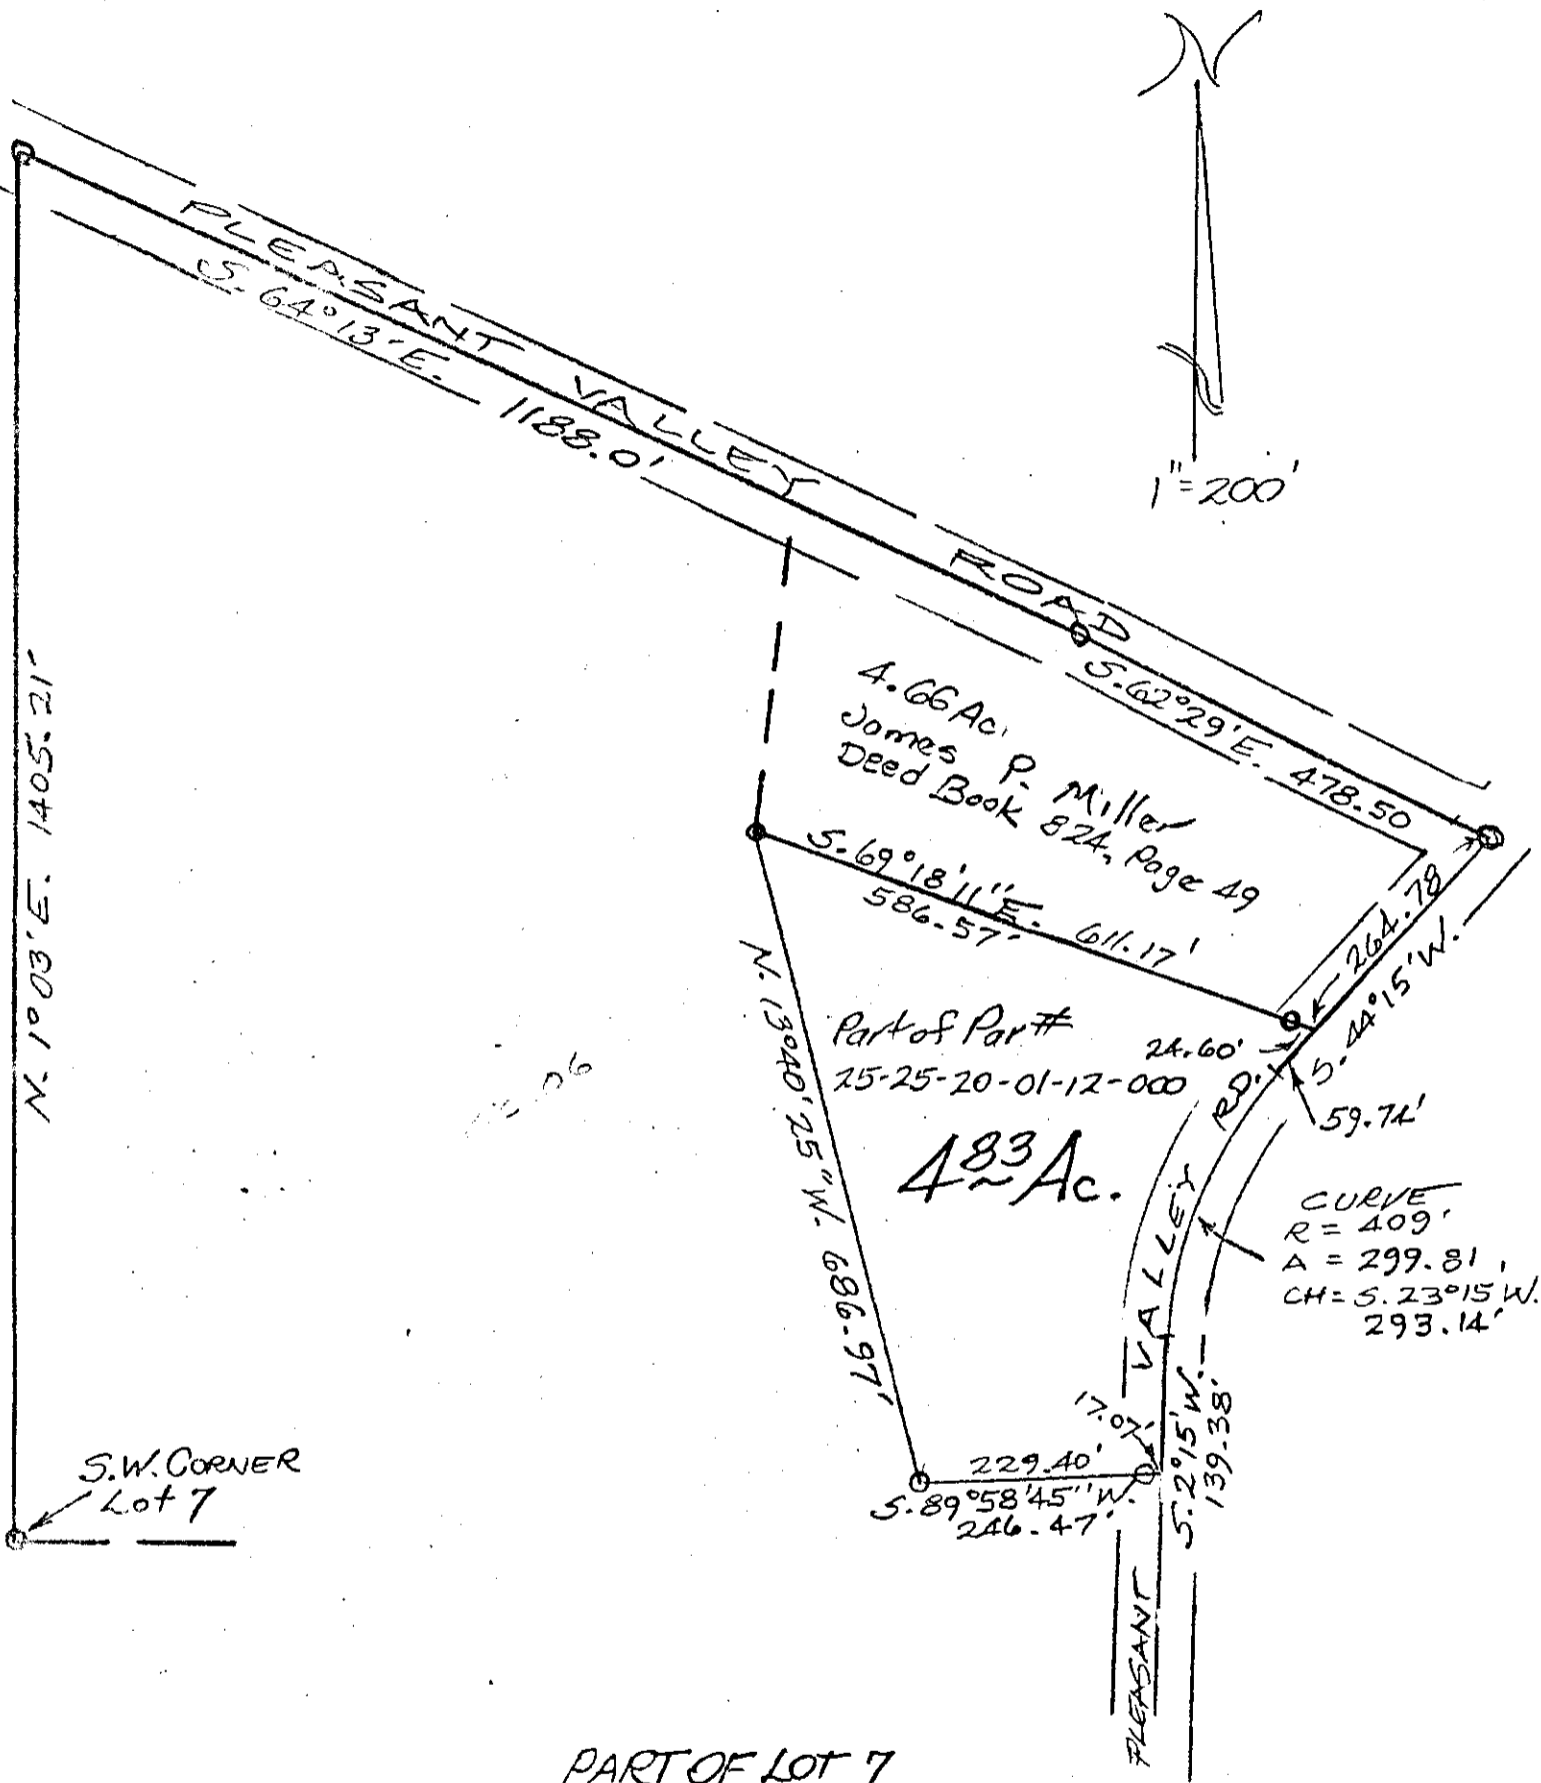 1"=200'
PLEASANT VALLEY ROAD
S. 64°13'E. 1188.0'
S. 62°29'E. 478.50
4.66 Ac.
James P. Miller
Deed Book 824, Page 49
S. 69°18'11"E. 611.17'
586.57'
264.78
S. 44°15'W.
N. 1°03'E. 1405.21'
N. 13°40'25"W. 686.97'
Part of Par #
25-25-20-01-12-000
24.60'
59.74'
4 83 Ac.
CURVE
R = 409'
A = 299.81'
CH = S. 23°15'W.
293.14'
PLEASANT VALLEY RD.
17.07'
S. 2°15'W.
139.38'
229.40'
S. 89°58'45"W.
246.47'
S.W. CORNER
Lot 7
PART OF LOT 7